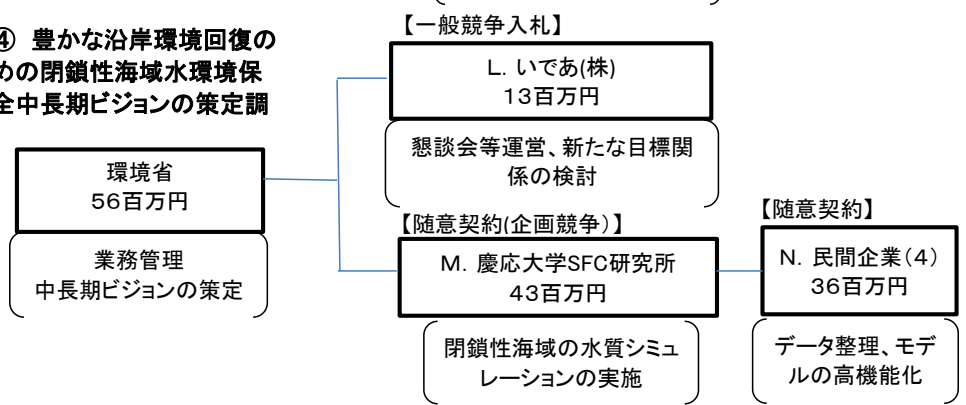 ④ 豊かな沿岸環境回復の
めの閉鎖性海域水環境保
全中長期ビジョンの策定調
環境省
56百万円
業務管理
中長期ビジョンの策定
【一般競争入札】
L. いであ(株)
13百万円
懇談会等運営、新たな目標関
係の検討
【随意契約(企画競争)】
M. 慶応大学SFC研究所
43百万円
閉鎖性海域の水質シミュ
レーションの実施
【随意契約】
N. 民間企業(4)
36百万円
データ整理、モデ
ルの高機能化